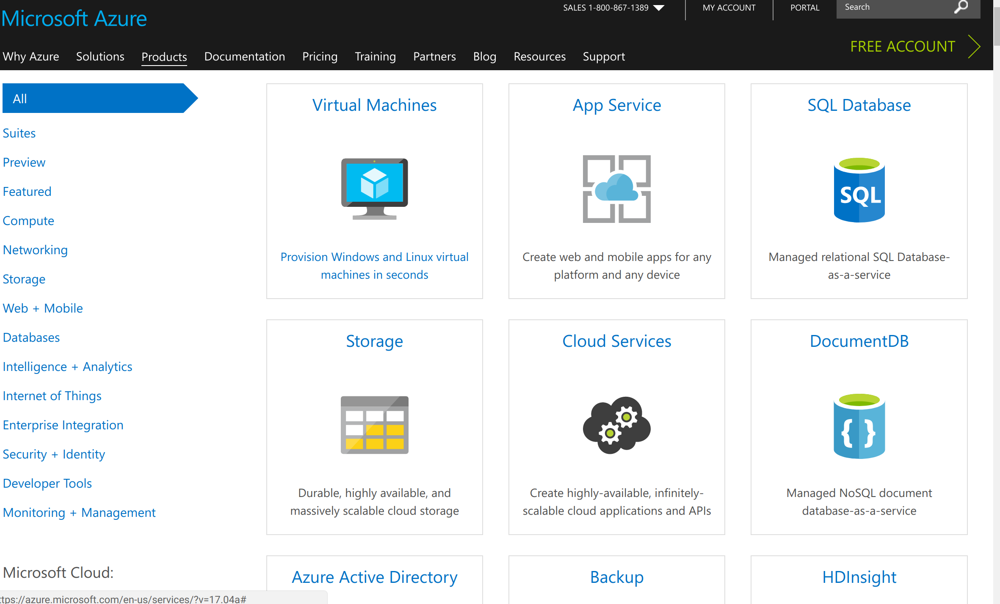 Microsoft Azure
SALES 1-800-867-1389
MY ACCOUNT
PORTAL
Search
FREE ACCOUNT
Why Azure
Solutions
Products
Documentation
Pricing
Training
Partners
Blog
Resources
Support
All
Suites
Preview
Featured
Compute
Networking
Storage
Web + Mobile
Databases
Intelligence + Analytics
Internet of Things
Enterprise Integration
Security + Identity
Developer Tools
Monitoring + Management
Microsoft Cloud:
Virtual Machines
Provision Windows and Linux virtual
machines in seconds
App Service
Create web and mobile apps for any
platform and any device
SQL Database
SQL
Managed relational SQL Database-
as-a-service
Storage
Durable, highly available, and
massively scalable cloud storage
Cloud Services
Create highly-available, infinitely-
scalable cloud applications and APIs
DocumentDB
{ }
Managed NoSQL document
database-as-a-service
Azure Active Directory
Backup
HDInsight
ttps://azure.microsoft.com/en-us/services/?v=17.04a#